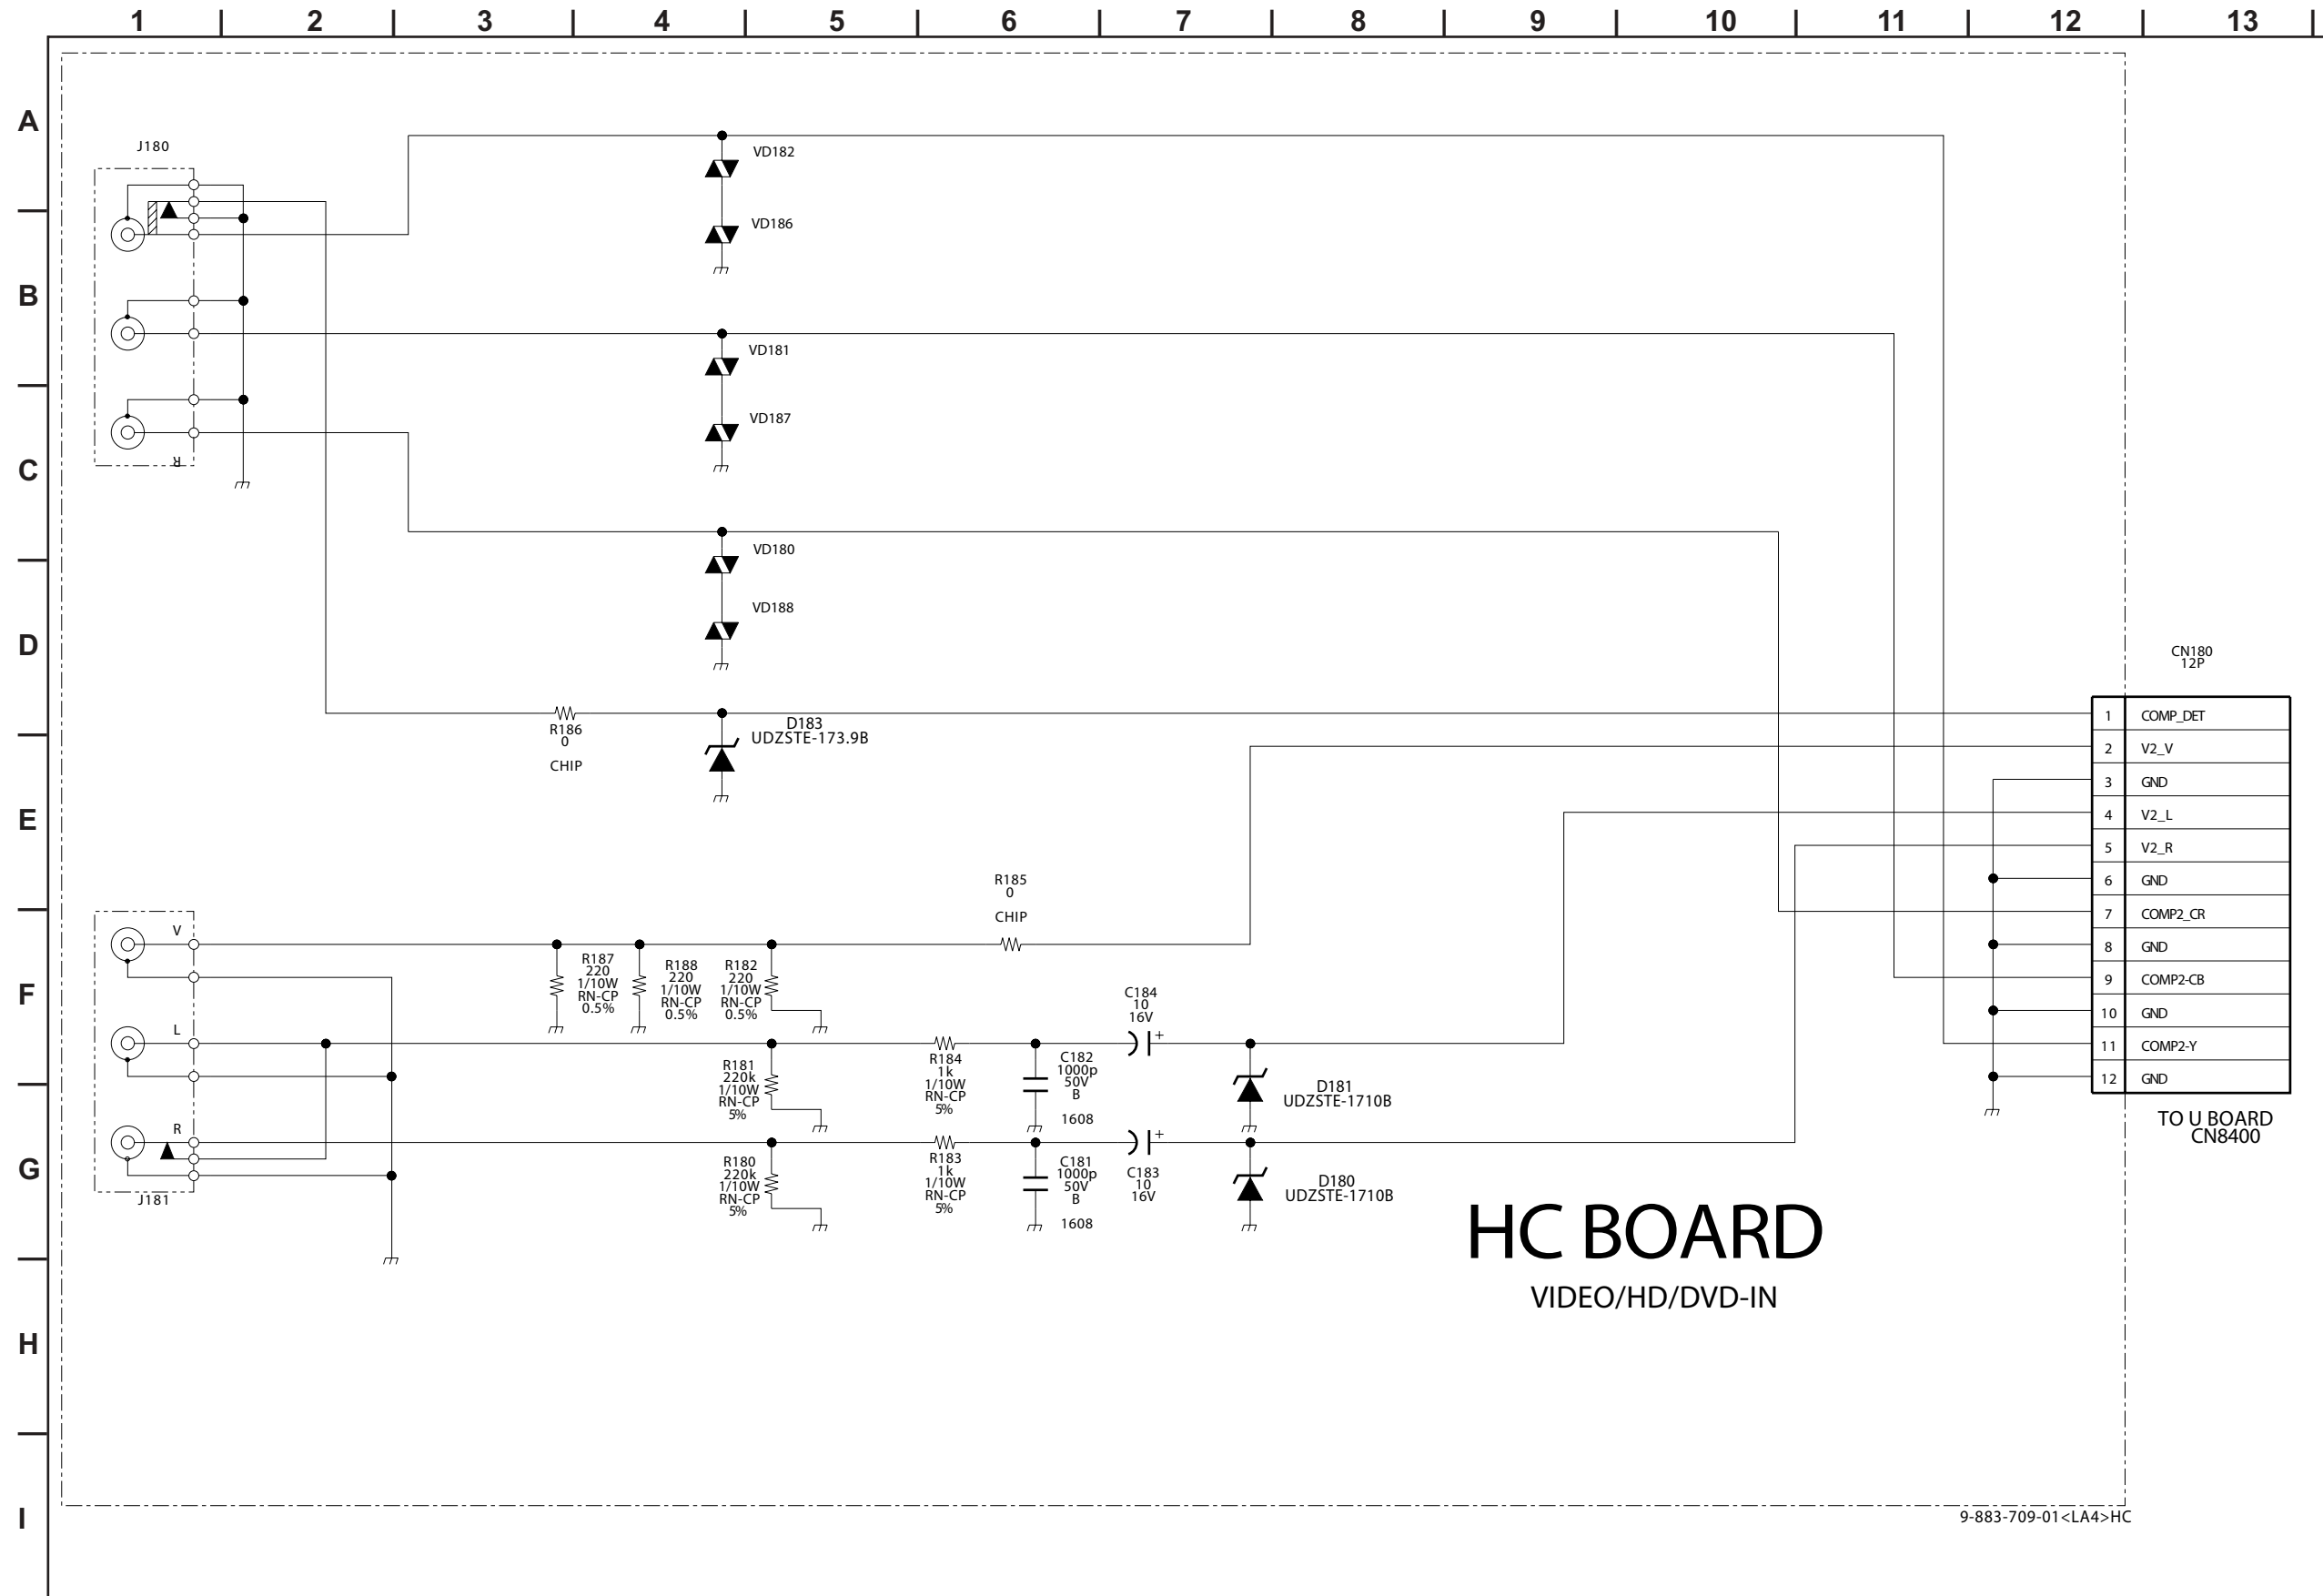 1 2 3 4 5 6 7 8 9 10 11 12 13
A
J180
VD182
VD186
B
VD181
VD187
C
R
VD180
VD188
D
CN180
12P
R186
0
CHIP
D183
UDZSTE-173.9B
1 COMP_DET
2 V2_V
3 GND
4 V2_L
5 V2_R
6 GND
7 COMP2_CR
8 GND
9 COMP2-CB
10 GND
11 COMP2-Y
12 GND
TO U BOARD
CN8400
E
R185
0
CHIP
V
F
R187
220
1/10W
RN-CP
0.5%
R188
220
1/10W
RN-CP
0.5%
R182
220
1/10W
RN-CP
0.5%
C184
10
16V
+
L
R181
220k
1/10W
RN-CP
5%
R184
1k
1/10W
RN-CP
5%
C182
1000p
50V
B
1608
D181
UDZSTE-1710B
R
G
J181
R180
220k
1/10W
RN-CP
5%
R183
1k
1/10W
RN-CP
5%
C181
1000p
50V
B
1608
+
C183
10
16V
D180
UDZSTE-1710B
HC BOARD
VIDEO/HD/DVD-IN
H
I
9-883-709-01<LA4>HC